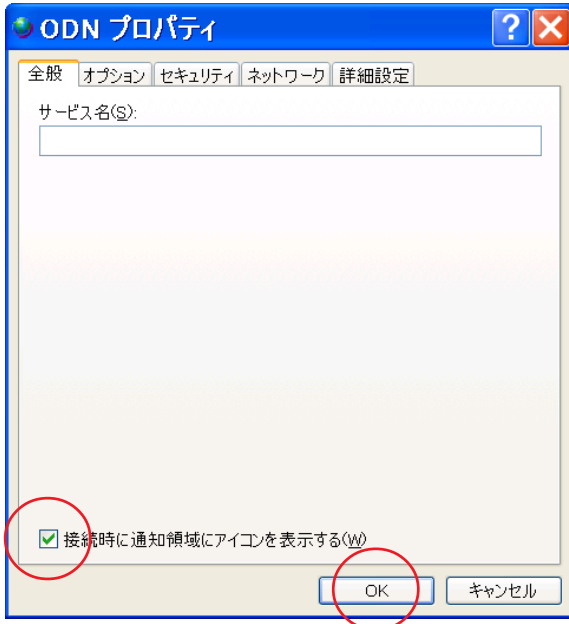 ODN プロパティ
全般 オプション セキュリティ ネットワーク 詳細設定
サービス名(S):
接続時に通知領域にアイコンを表示する(W)
OK キャンセル